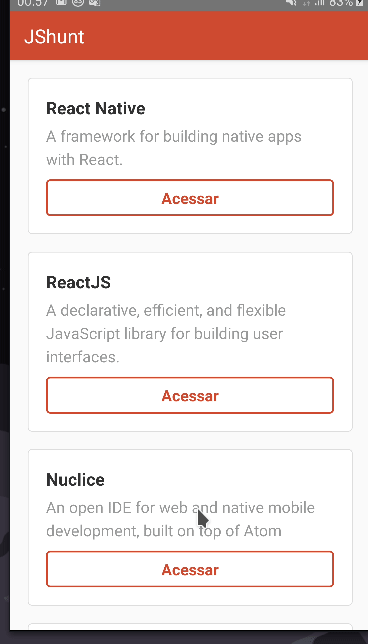 00:57 83%
JShunt
React Native
A framework for building native apps
with React.
Acessar
ReactJS
A declarative, efficient, and flexible
JavaScript library for building user
interfaces.
Acessar
Nuclice
An open IDE for web and native mobile
development, built on top of Atom
Acessar